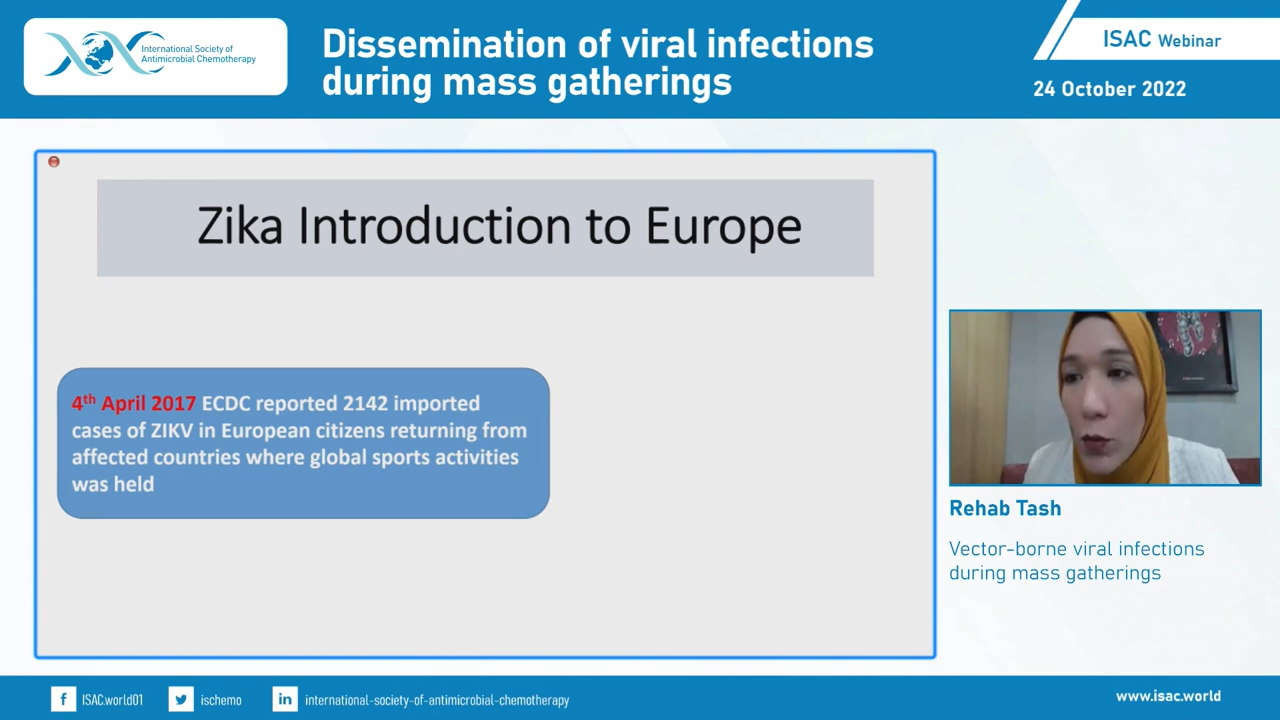 International Society of
Antimicrobial Chemotherapy
Dissemination of viral infections
during mass gatherings
ISAC Webinar
24 October 2022
Zika Introduction to Europe
4th April 2017 ECDC reported 2142 imported
cases of ZIKV in European citizens returning from
affected countries where global sports activities
was held
Rehab Tash
Vector-borne viral infections
during mass gatherings
f ISAC.world01
ischemo
in international-society-of-antimicrobial-chemotherapy
www.isac.world